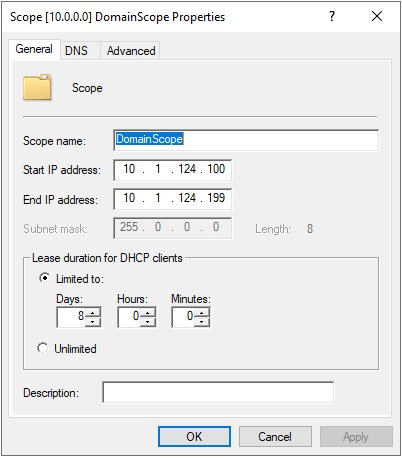 Scope [10.0.0.0] DomainScope Properties
General DNS Advanced
Scope
Scope name: DomainScope
Start IP address: 10 . 1 . 124 . 100
End IP address: 10 . 1 . 124 . 199
Subnet mask: 255 . 0 . 0 . 0 Length: 8
Lease duration for DHCP clients
Limited to:
Days: Hours: Minutes:
8 0 0
Unlimited
Description:
OK Cancel Apply